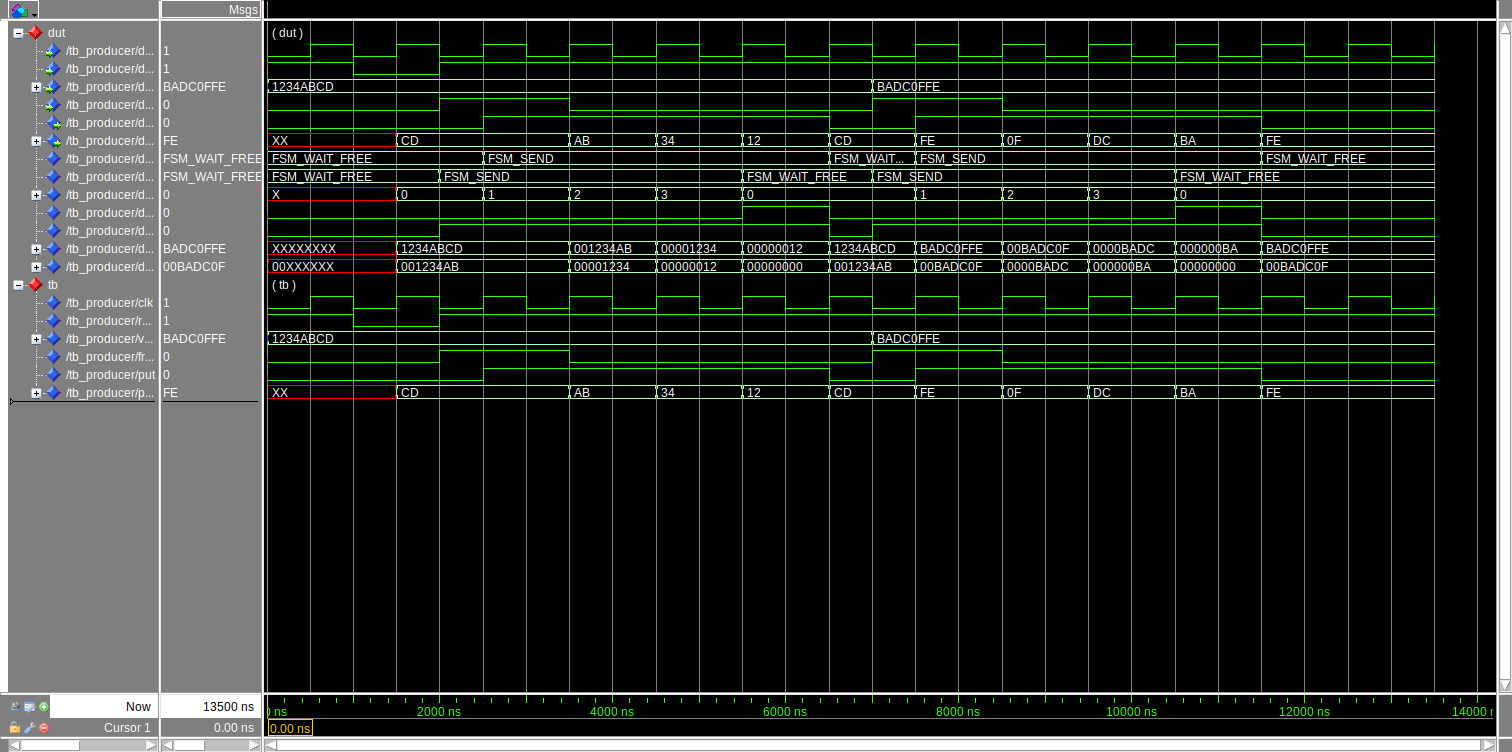 Msgs
dut ( dut )
/tb_producer/d... 1
/tb_producer/d... 1
/tb_producer/d... BADC0FFE 1234ABCD BADC0FFE
/tb_producer/d... 0
/tb_producer/d... 0
/tb_producer/d... FE XX CD AB 34 12 CD FE 0F DC BA FE
/tb_producer/d... FSM_WAIT_FREE FSM_WAIT_FREE FSM_SEND FSM_WAIT... FSM_SEND FSM_WAIT_FREE
/tb_producer/d... FSM_WAIT_FREE FSM_WAIT_FREE FSM_SEND FSM_WAIT_FREE FSM_SEND FSM_WAIT_FREE
/tb_producer/d... 0 X 0 1 2 3 0 1 2 3 0
/tb_producer/d... 0
/tb_producer/d... 0
/tb_producer/d... BADC0FFE XXXXXXXX 1234ABCD 001234AB 00001234 00000012 1234ABCD BADC0FFE 00BADC0F 0000BADC 000000BA BADC0FFE
/tb_producer/d... 00BADC0F 00XXXXXX 001234AB 00001234 00000012 00000000 001234AB 00BADC0F 0000BADC 000000BA 00000000 00BADC0F
tb ( tb )
/tb_producer/clk 1
/tb_producer/r... 1
/tb_producer/v... BADC0FFE 1234ABCD BADC0FFE
/tb_producer/fr... 0
/tb_producer/put 0
/tb_producer/p... FE XX CD AB 34 12 CD FE 0F DC BA FE
Now 13500 ns ns 2000 ns 4000 ns 6000 ns 8000 ns 10000 ns 12000 ns 14000
Cursor 1 0.00 ns 0.00 ns